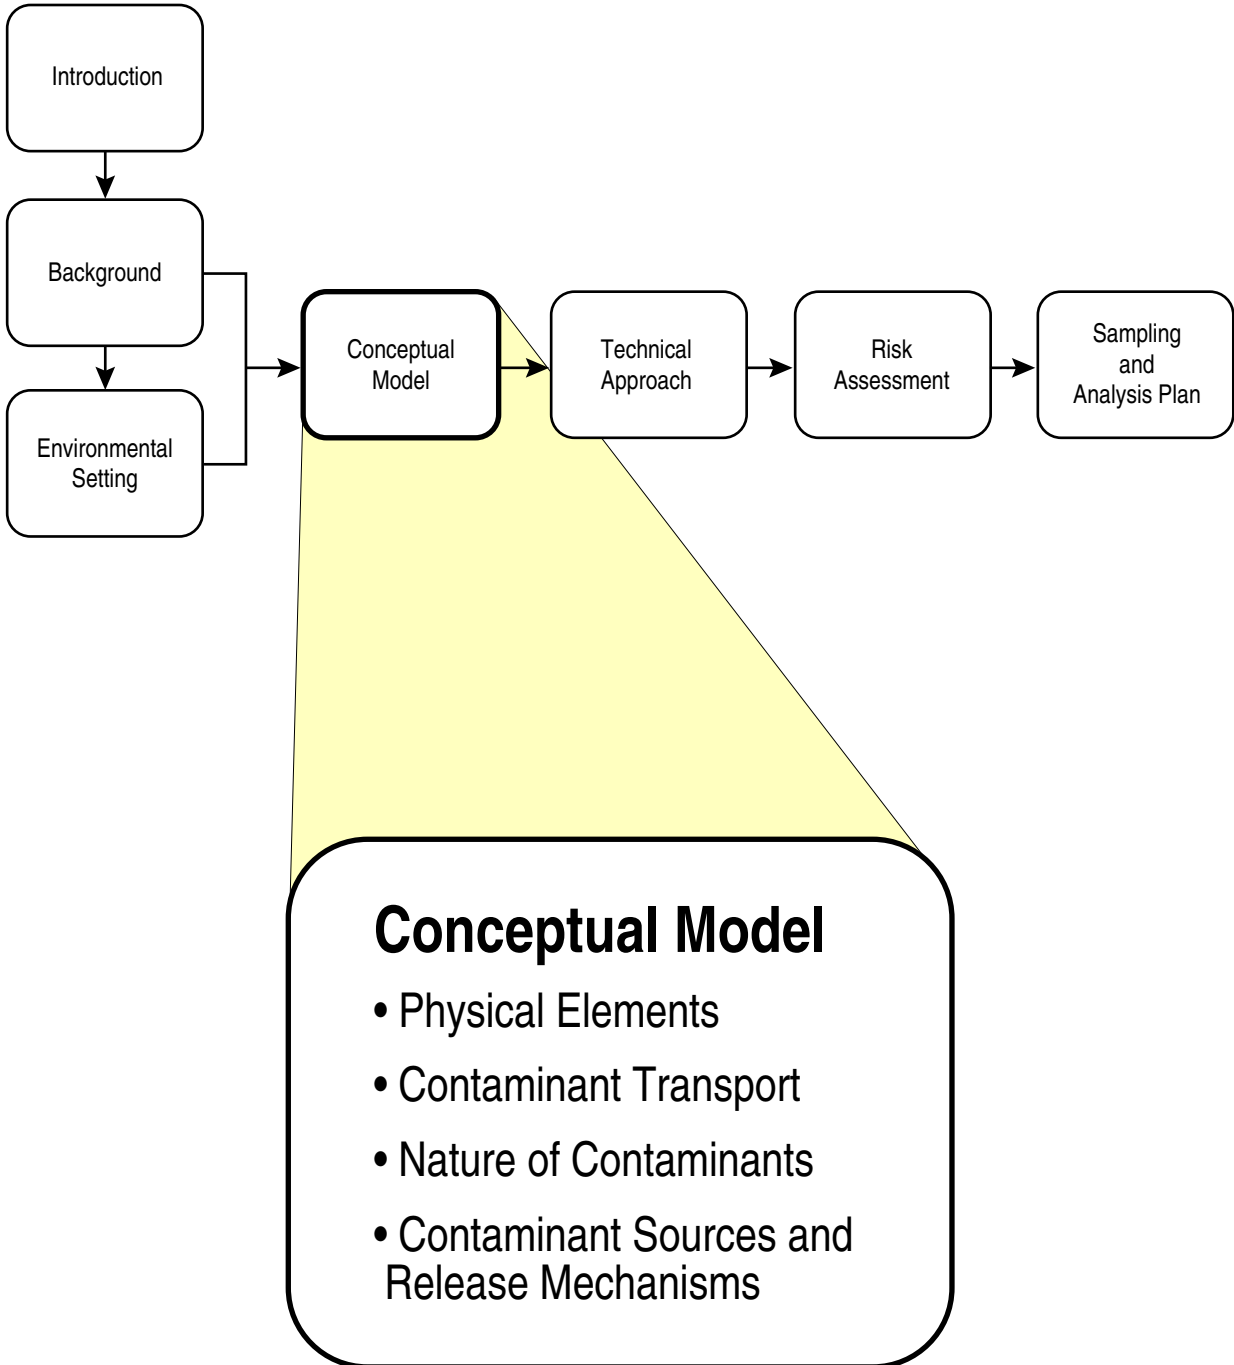 Introduction
Background
Environmental
Setting
Conceptual
Model
Technical
Approach
Risk
Assessment
Sampling
and
Analysis Plan
Conceptual Model
• Physical Elements
• Contaminant Transport
• Nature of Contaminants
• Contaminant Sources and
Release Mechanisms